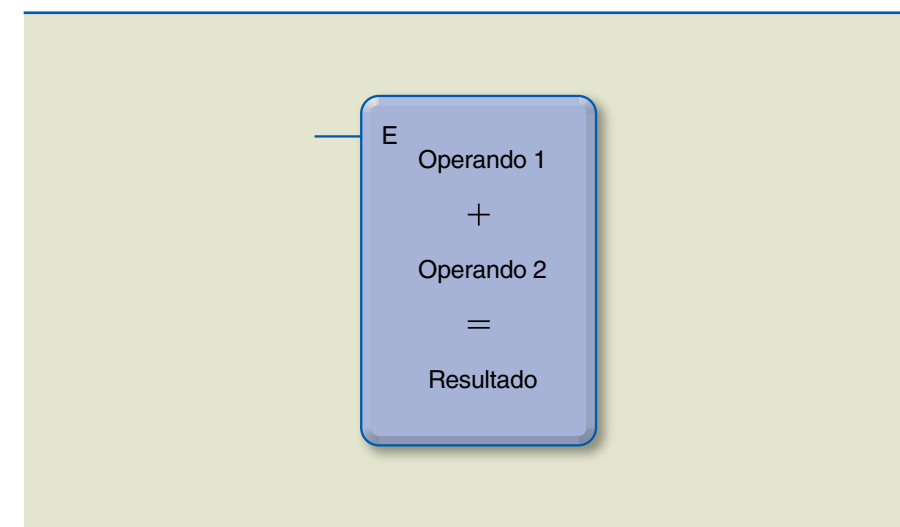 E
Operando 1
+
Operando 2
=
Resultado